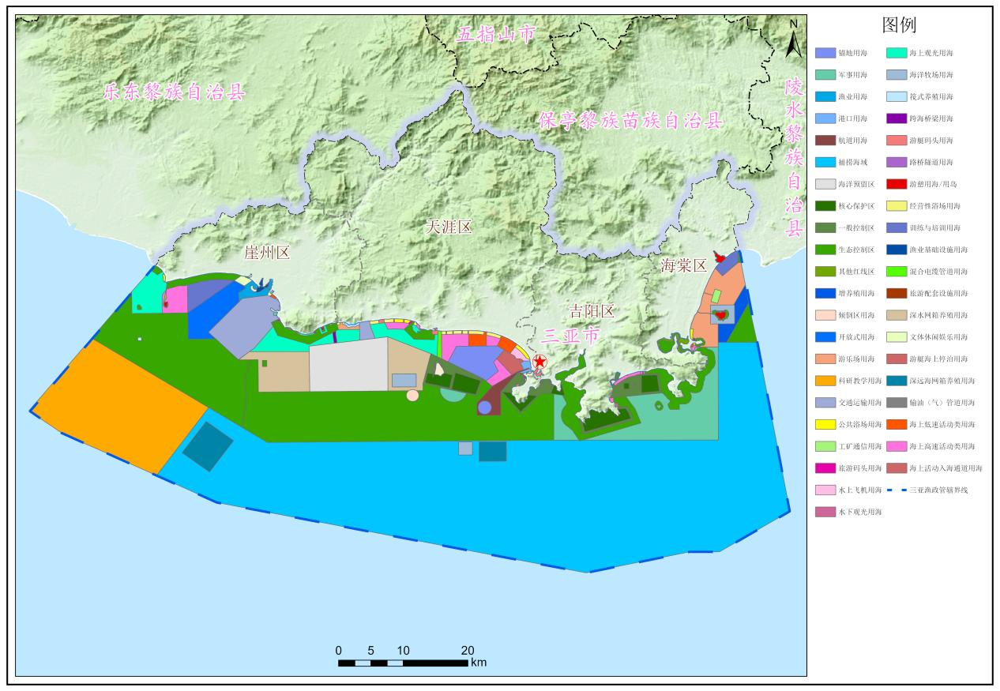 五指山市
N
乐东黎族自治县
保亭黎族苗族自治县
陵水黎族自治县
天涯区
崖州区
海棠区
吉阳区
三亚市
0 5 10 20
km
图例
锚地用海 海上观光用海
军事用海 海洋牧场用海
渔业用海 筏式养殖用海
港口用海 跨海桥梁用海
航道用海 游艇码头用海
捕捞海域 路桥隧道用海
海洋预留区 游憩用海/用岛
核心保护区 经营性浴场用海
一般控制区 训练与培训用海
生态控制区 渔业基础设施用海
其他红线区 混合电缆管道用海
增养殖用海 旅游配套设施用海
倾倒区用海 深水网箱养殖用海
开放式用海 文体休闲娱乐用海
游乐场用海 游艇海上停泊用海
科研教学用海 深远海网箱养殖用海
交通运输用海 输油（气）管道用海
公共浴场用海 海上低速活动类用海
工矿通信用海 海上高速活动类用海
旅游码头用海 海上活动入海通道用海
水上飞机用海 三亚渔政管辖界线
水下观光用海